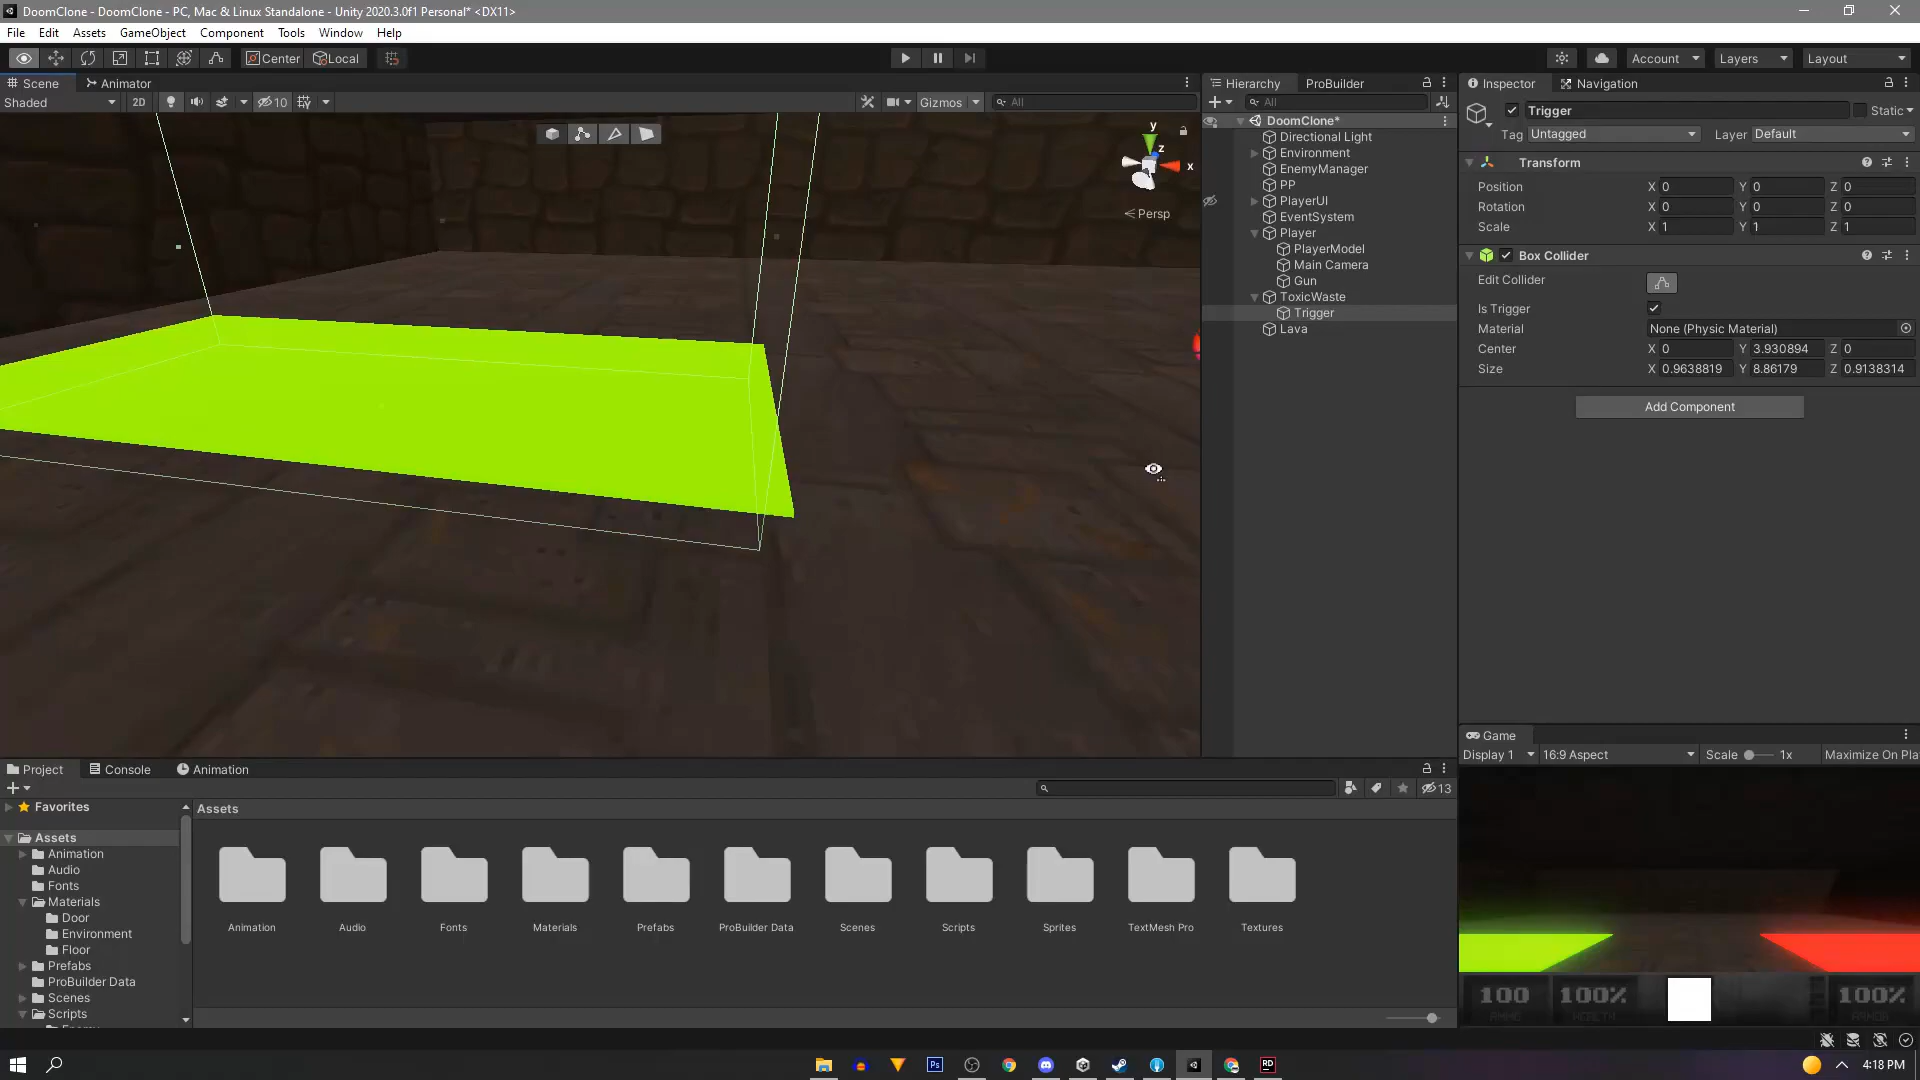 DoomClone - DoomClone - PC, Mac & Linux Standalone - Unity 2020.3.0f1 Personal* <DX11>
File Edit Assets GameObject Component Tools Window Help
Center Local Account Layers Layout
Scene Animator
Shaded 2D 10 Gizmos All
y
z
x
Persp
Hierarchy ProBuilder
All
DoomClone*
Directional Light
Environment
EnemyManager
PP
PlayerUI
EventSystem
Player
PlayerModel
Main Camera
Gun
ToxicWaste
Trigger
Lava
Inspector Navigation
Trigger Static
Tag Untagged Layer Default
Transform
Position X 0 Y 0 Z 0
Rotation X 0 Y 0 Z 0
Scale X 1 Y 1 Z 1
Box Collider
Edit Collider
Is Trigger
Material None (Physic Material)
Center X 0 Y 3.930894 Z 0
Size X 0.9638819 Y 8.86179 Z 0.9138314
Add Component
Game
Display 1 16:9 Aspect Scale 1x Maximize On Pla
100 100% 100%
AMMO HEALTH ARMOR
Project Console Animation
13
Favorites
Assets
Animation
Audio
Fonts
Materials
Door
Environment
Floor
Prefabs
ProBuilder Data
Scenes
Scripts
Assets
Animation Audio Fonts Materials Prefabs ProBuilder Data Scenes Scripts Sprites TextMesh Pro Textures
Ps RD 4:18 PM